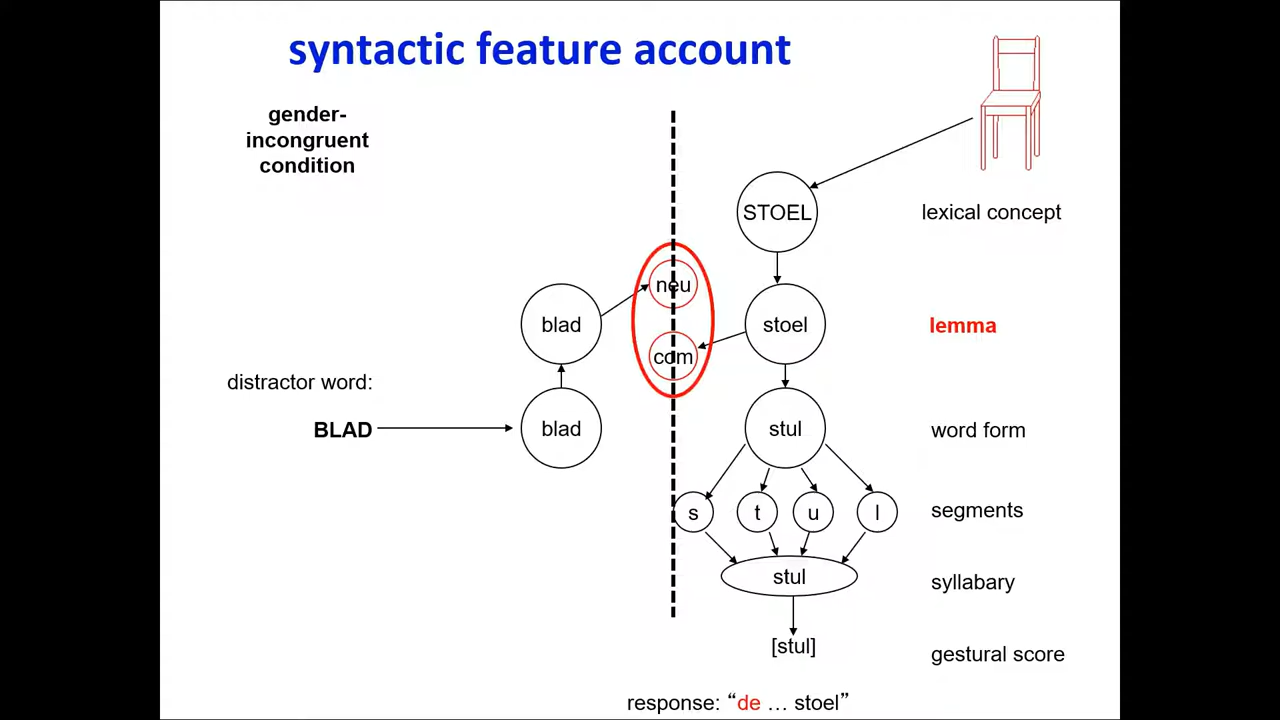 syntactic feature account
gender-
incongruent
condition
STOEL
lexical concept
neu
blad
stoel
lemma
com
distractor word:
BLAD
blad
stul
word form
s
t
u
l
segments
stul
syllabary
[stul]
gestural score
response: “de … stoel”